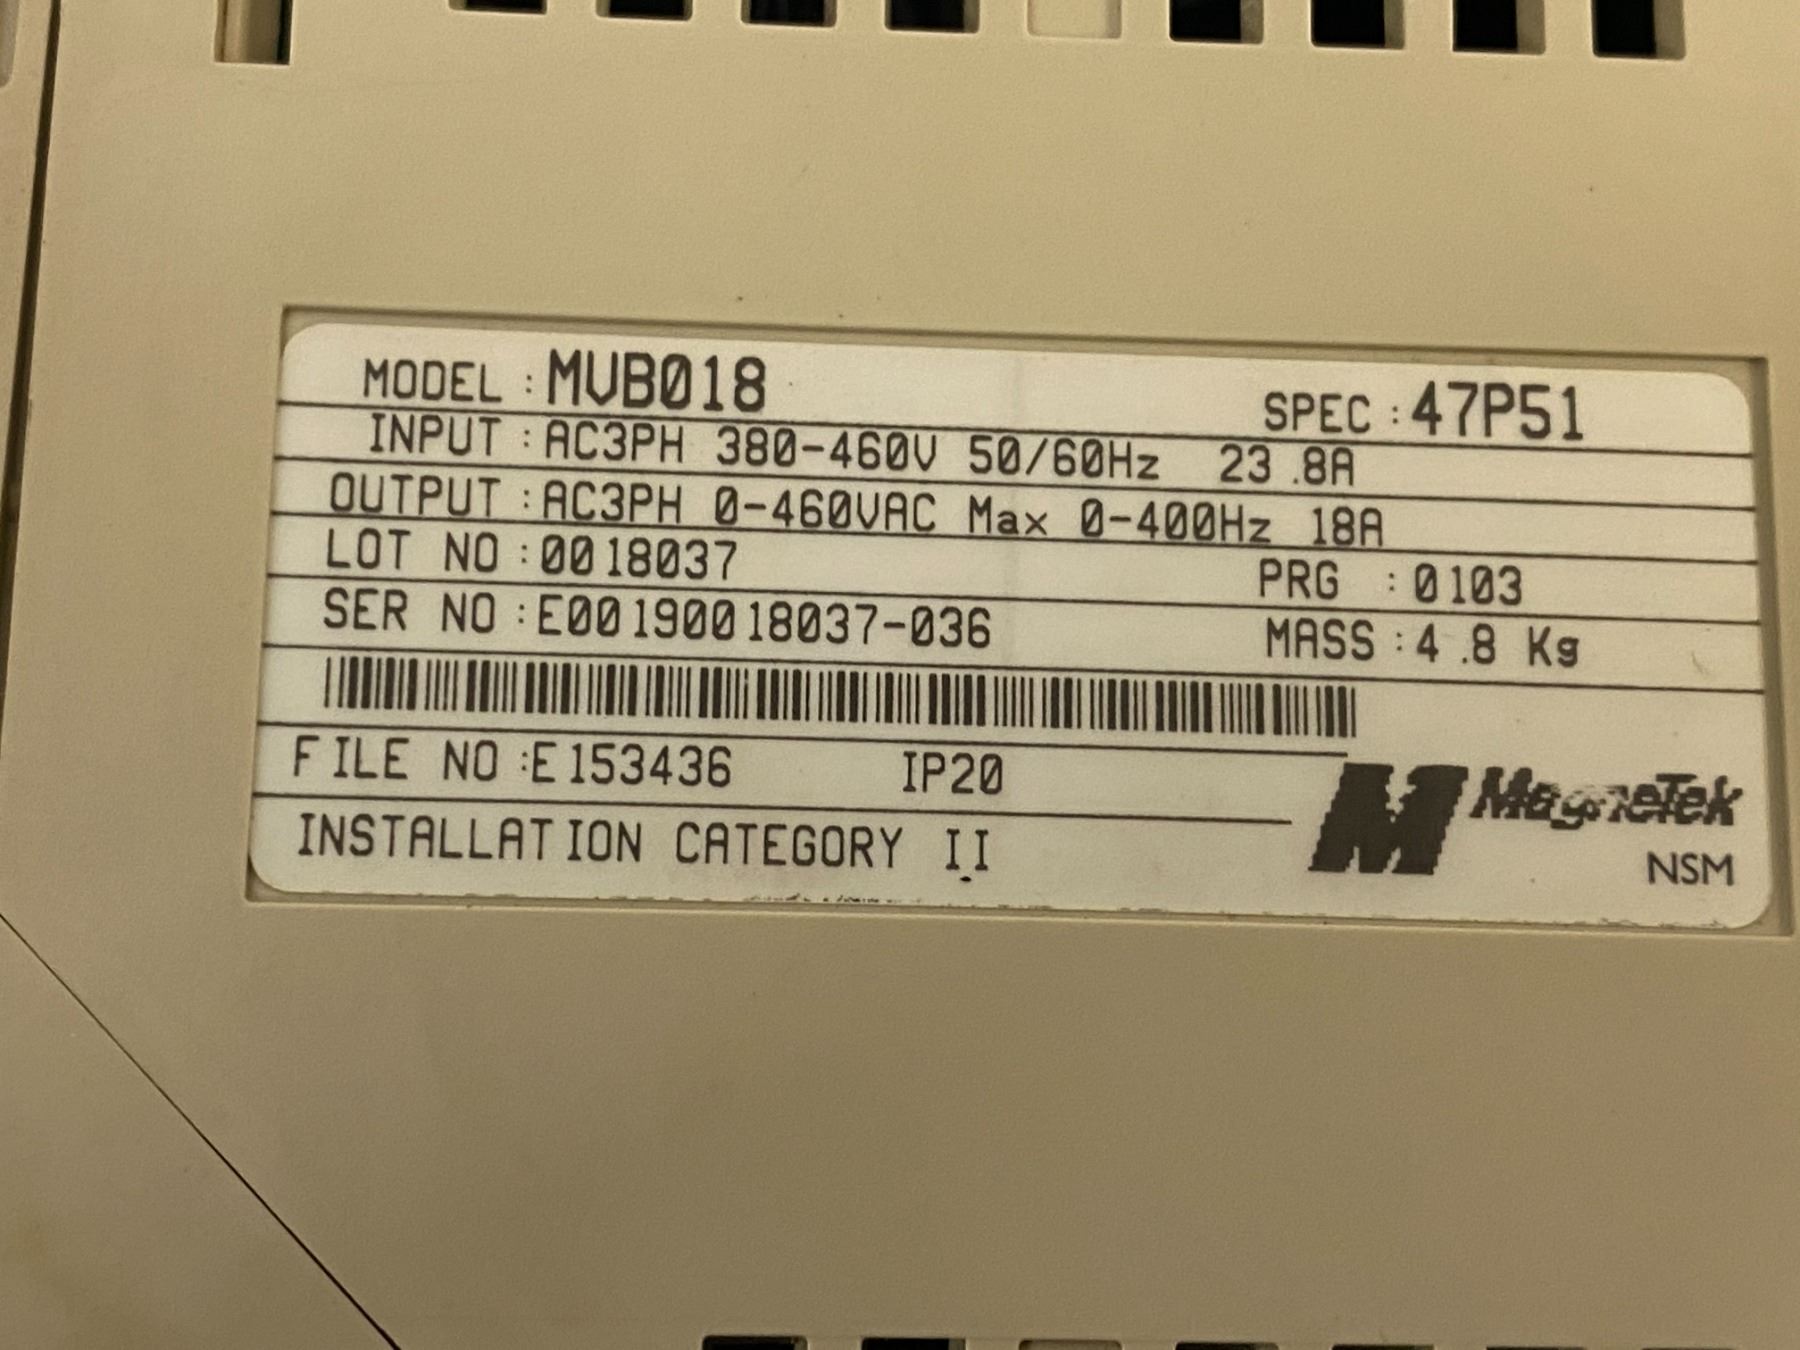 MODEL : MVB018 SPEC : 47P51
INPUT : AC3PH 380-460V 50/60Hz 23.8A
OUTPUT : AC3PH 0-460VAC Max 0-400Hz 18A
LOT NO : 0018037 PRG : 0103
SER NO : E00190018037-036 MASS : 4.8 Kg
FILE NO : E153436 IP20
MagneTek
INSTALLATION CATEGORY II
NSM